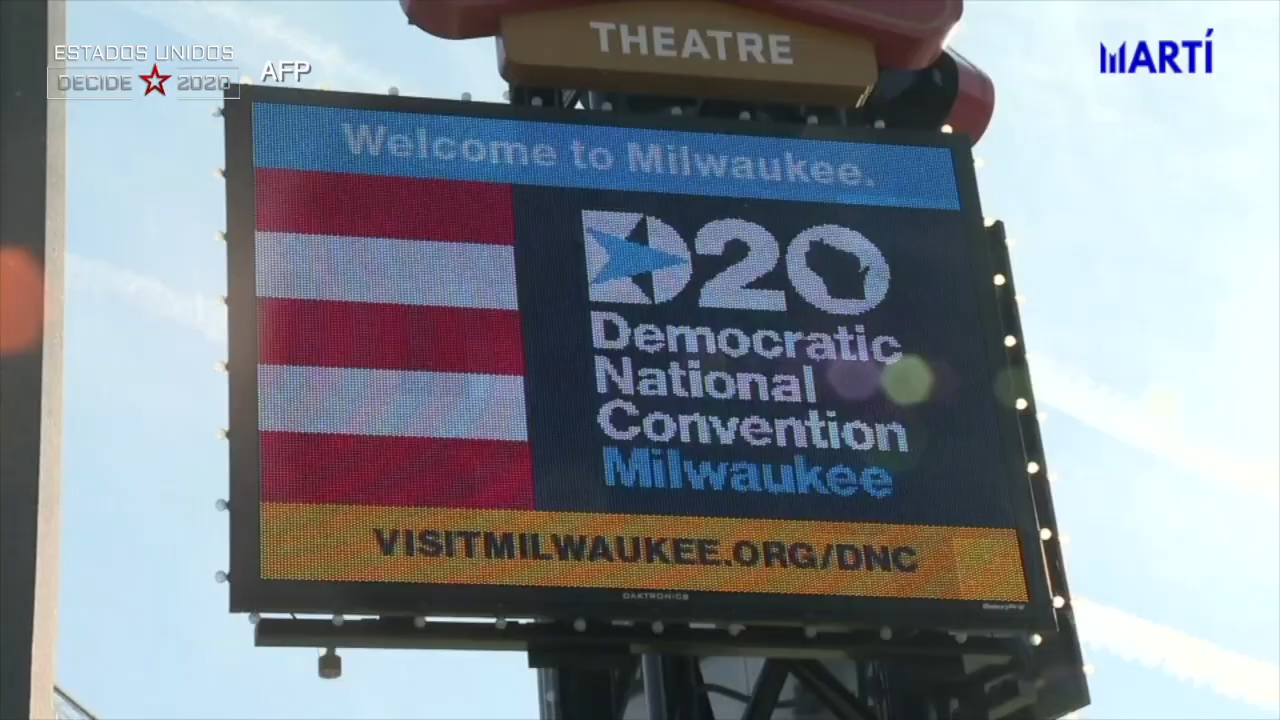 ESTADOS UNIDOS
DECIDE 2020
AFP
MARTÍ
THEATRE
Welcome to Milwaukee.
D20
Democratic
National
Convention
Milwaukee
VISITMILWAUKEE.ORG/DNC
DAKTRONICS